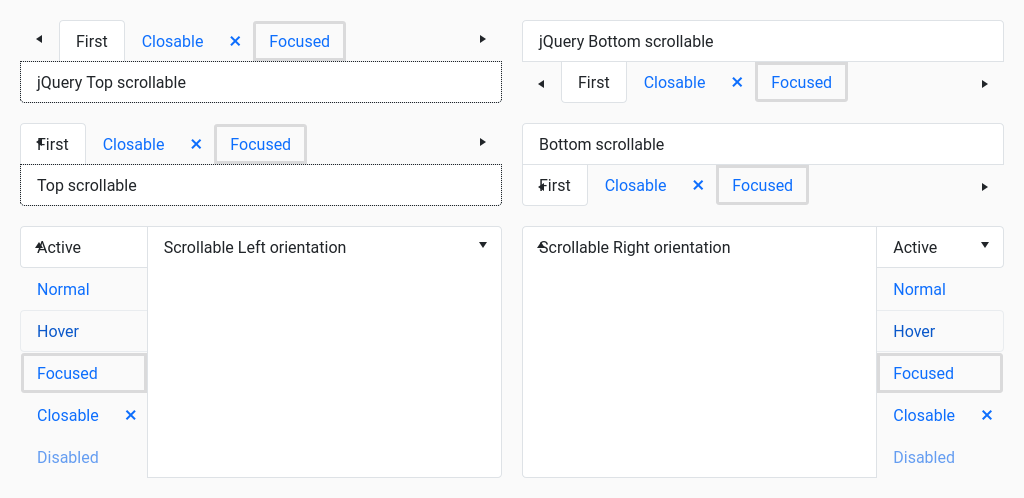 First Closable × Focused
jQuery Top scrollable
jQuery Bottom scrollable
First Closable × Focused
First Closable × Focused
Top scrollable
Bottom scrollable
First Closable × Focused
Active
Normal
Hover
Focused
Closable ×
Disabled
Scrollable Left orientation
Scrollable Right orientation
Active
Normal
Hover
Focused
Closable ×
Disabled